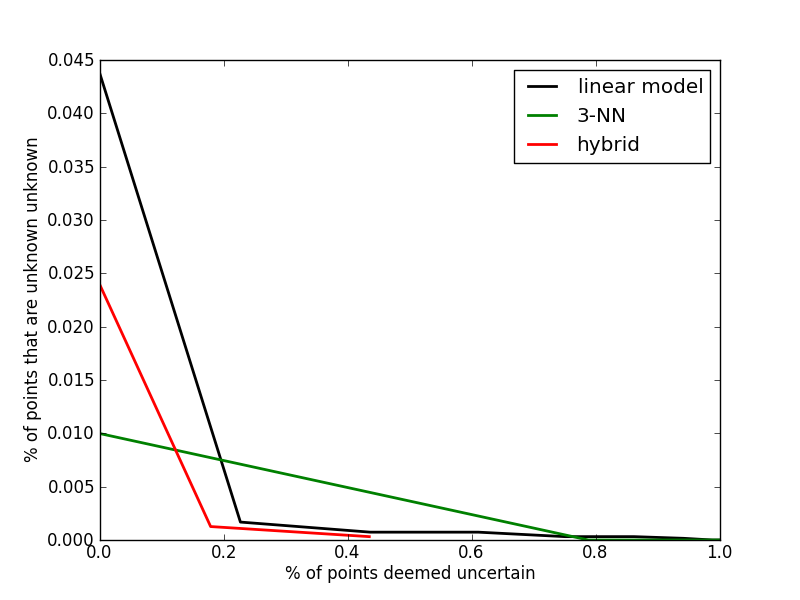 linear model
3-NN
hybrid
% of points that are unknown unknown
0.045
0.040
0.035
0.030
0.025
0.020
0.015
0.010
0.005
0.000
0.0 0.2 0.4 0.6 0.8 1.0
% of points deemed uncertain